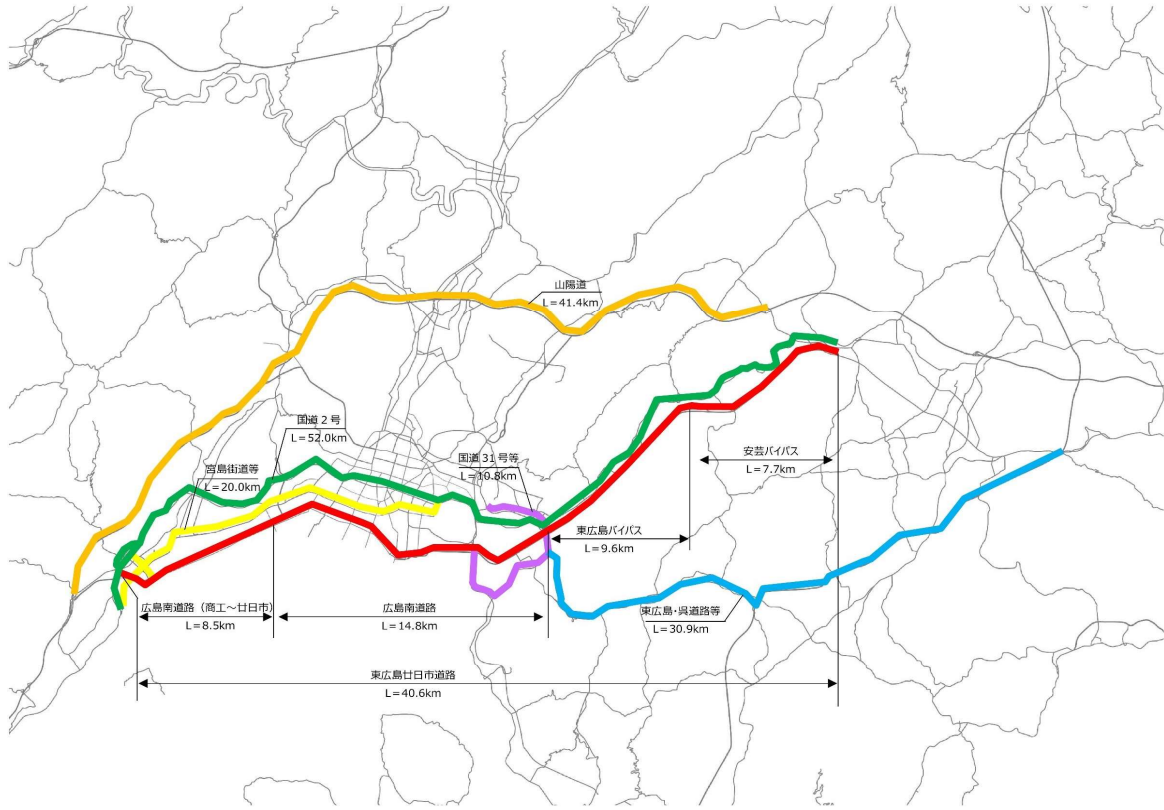 山陽道
L=41.4km
国道２号
L=52.0km
宮島街道等
L=20.0km
国道31号等
L=10.8km
安芸バイパス
L=7.7km
東広島バイパス
L=9.6km
広島南道路（商工～廿日市）
L=8.5km
広島南道路
L=14.8km
東広島・呉道路等
L=30.9km
東広島廿日市道路
L=40.6km